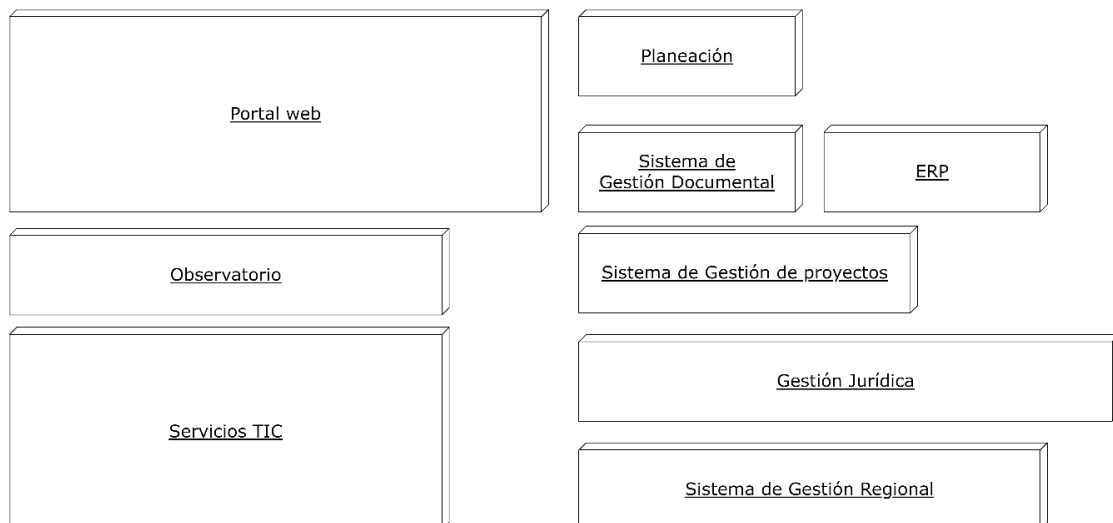 Portal web
Planeación
Sistema de
Gestión Documental
ERP
Observatorio
Sistema de Gestión de proyectos
Gestión Jurídica
Servicios TIC
Sistema de Gestión Regional